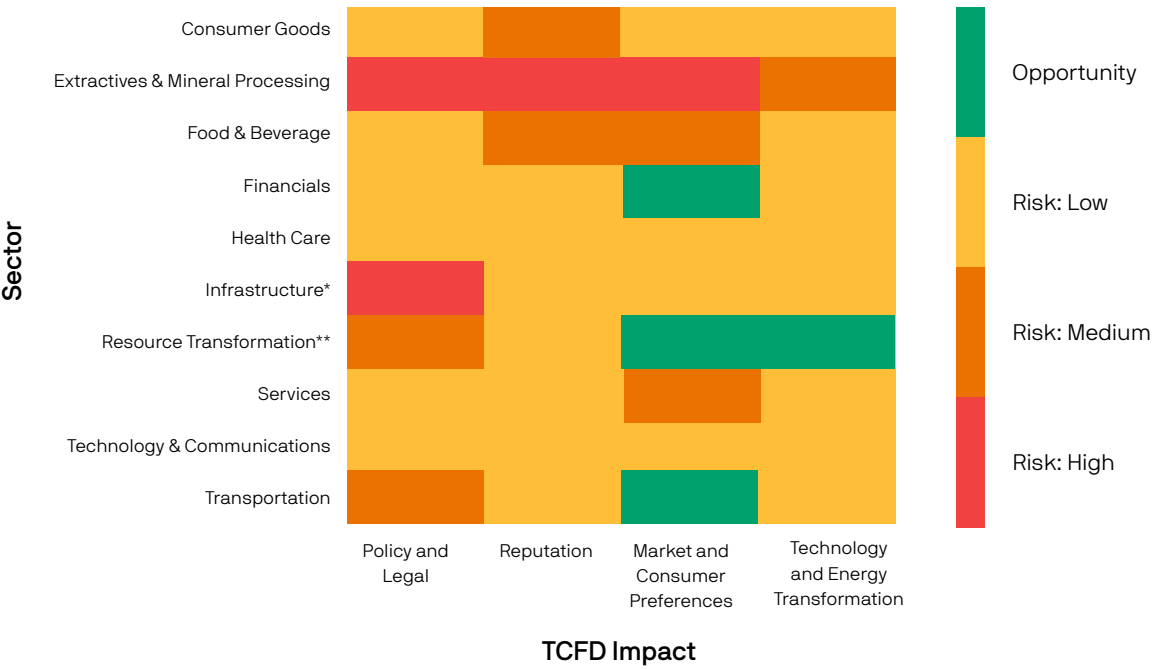 Consumer Goods
Extractives & Mineral Processing
Food & Beverage
Financials
Health Care
Infrastructure*
Resource Transformation**
Services
Technology & Communications
Transportation
Sector
Policy and
Legal
Reputation
Market and
Consumer
Preferences
Technology
and Energy
Transformation
TCFD Impact
Opportunity
Risk: Low
Risk: Medium
Risk: High